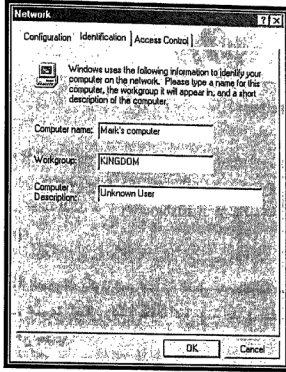 Network
Configuration Identification Access Control
Windows uses the following information to identify your
computer on the network. Please type a name for this
computer, the workgroup it will appear in, and a short
description of the computer.
Computer name: Mark's computer
Workgroup: KINGDOM
Computer
Description: Unknown User
OK Cancel